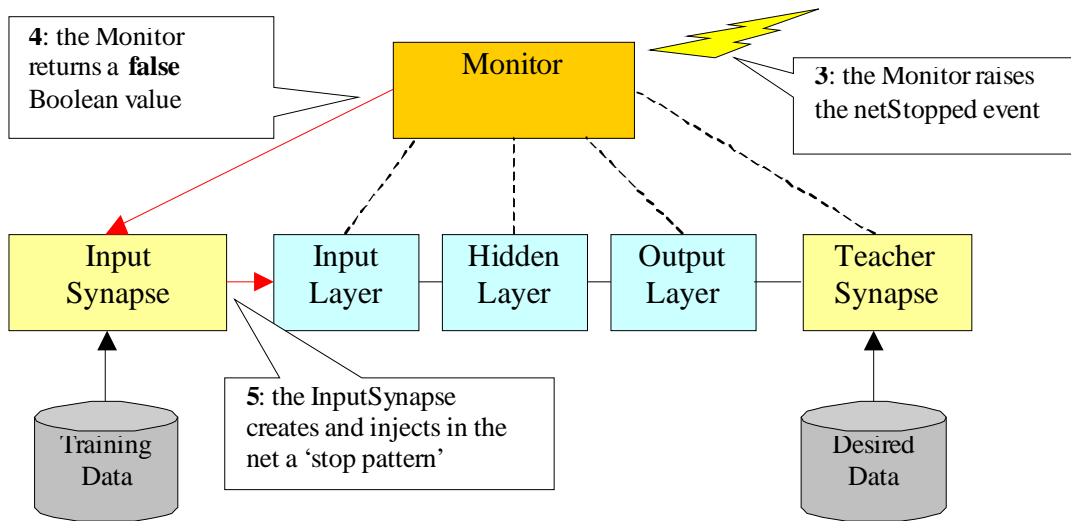 4: the Monitor
returns a false
Boolean value
Monitor
3: the Monitor raises
the netStopped event
Input
Synapse
Input
Layer
Hidden
Layer
Output
Layer
Teacher
Synapse
5: the InputSynapse
creates and injects in the
net a ‘stop pattern’
Training
Data
Desired
Data